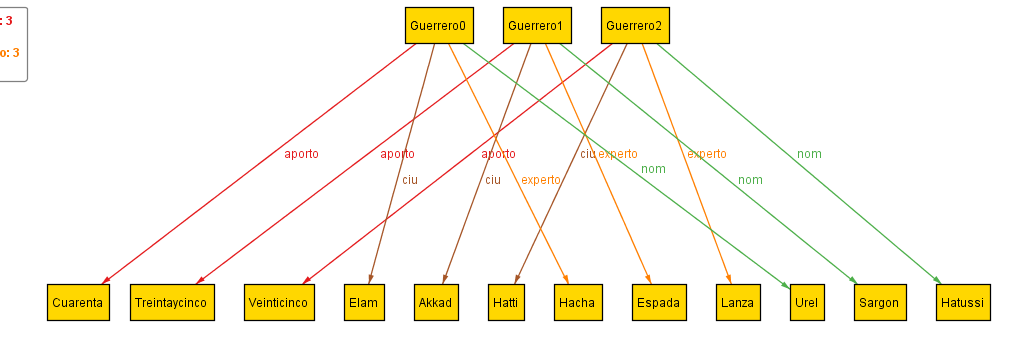 : 3
o: 3
Guerrero0 Guerrero1 Guerrero2
aporto aporto aporto ciu experto experto nom
nom
ciu ciu experto nom
Cuarenta Treintaycinco Veinticinco Elam Akkad Hatti Hacha Espada Lanza Urel Sargon Hatussi